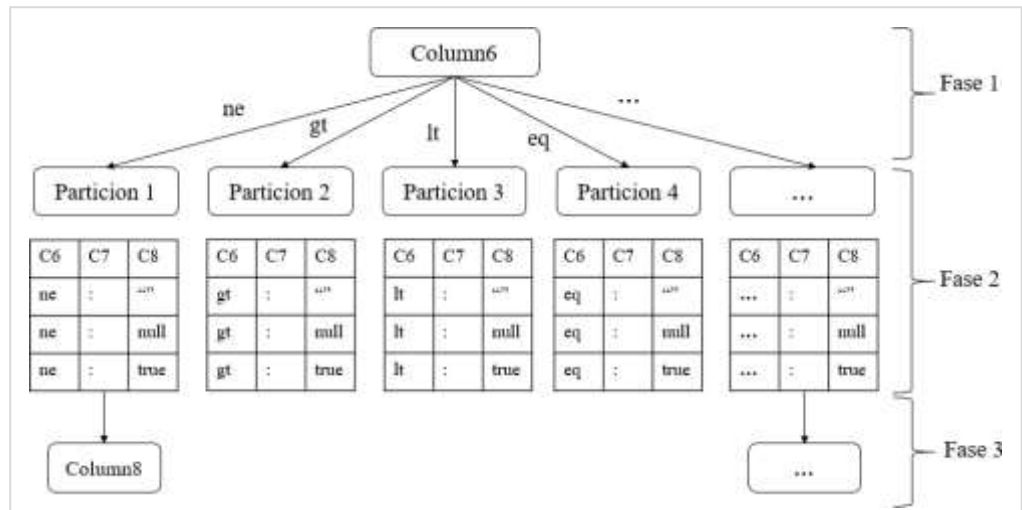 Column6
Fase 1
ne
gt
lt
eq
...
Particion 1
Particion 2
Particion 3
Particion 4
...
Fase 2
C6 C7 C8
ne : “”
ne : null
ne : true
C6 C7 C8
gt : “”
gt : null
gt : true
C6 C7 C8
lt : “”
lt : null
lt : true
C6 C7 C8
eq : “”
eq : null
eq : true
C6 C7 C8
... : “”
... : null
... : true
Column8
...
Fase 3